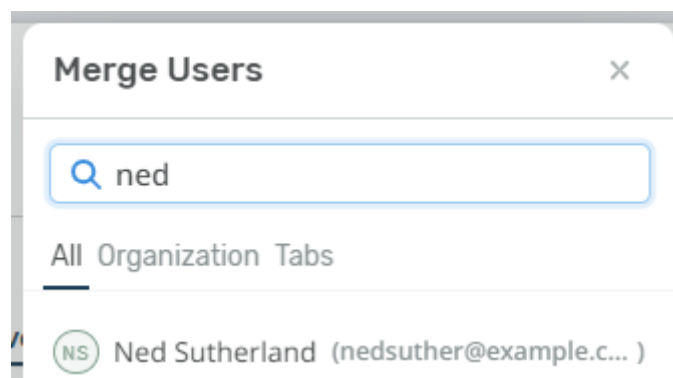 Merge Users ×
ned
All Organization Tabs
NS Ned Sutherland (nedsuther@example.c... )